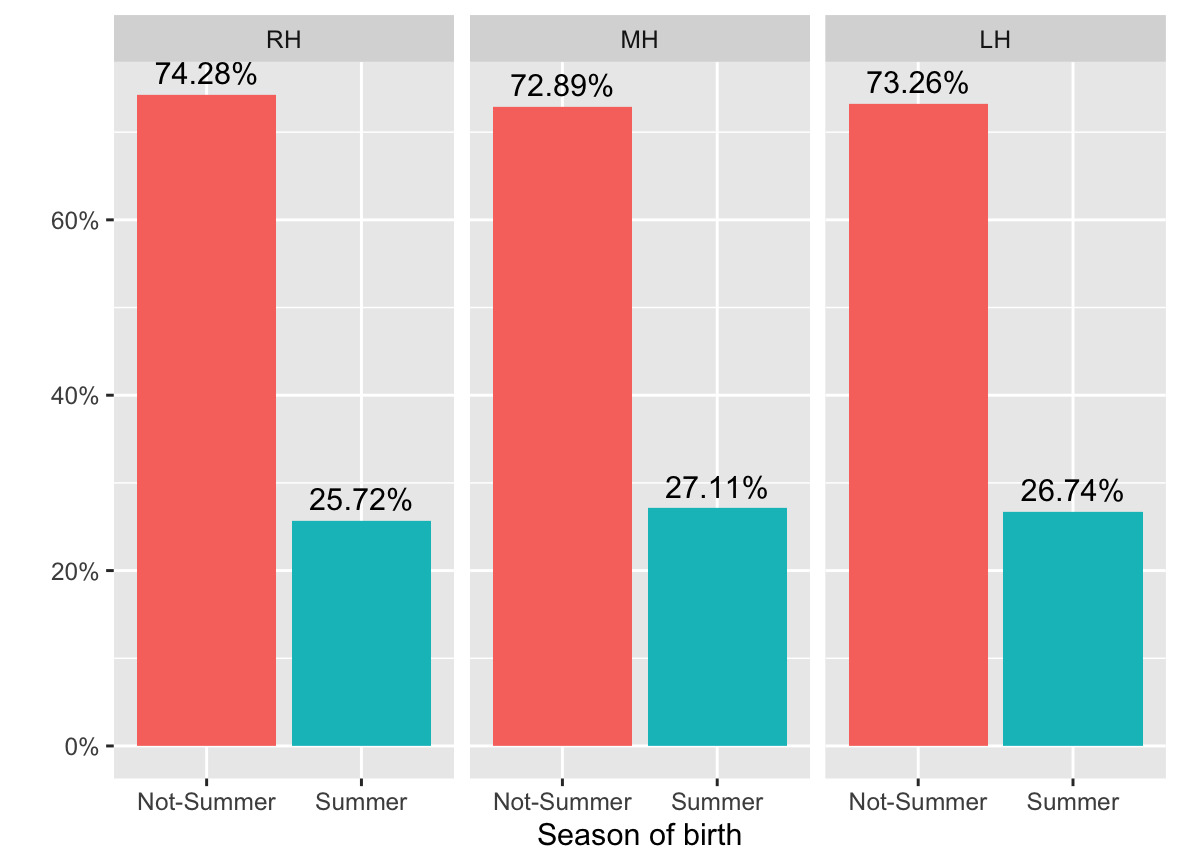 RH MH LH
74.28% 72.89% 73.26%
60%
40%
25.72% 27.11% 26.74%
20%
0%
Not-Summer Summer Not-Summer Summer Not-Summer Summer
Season of birth